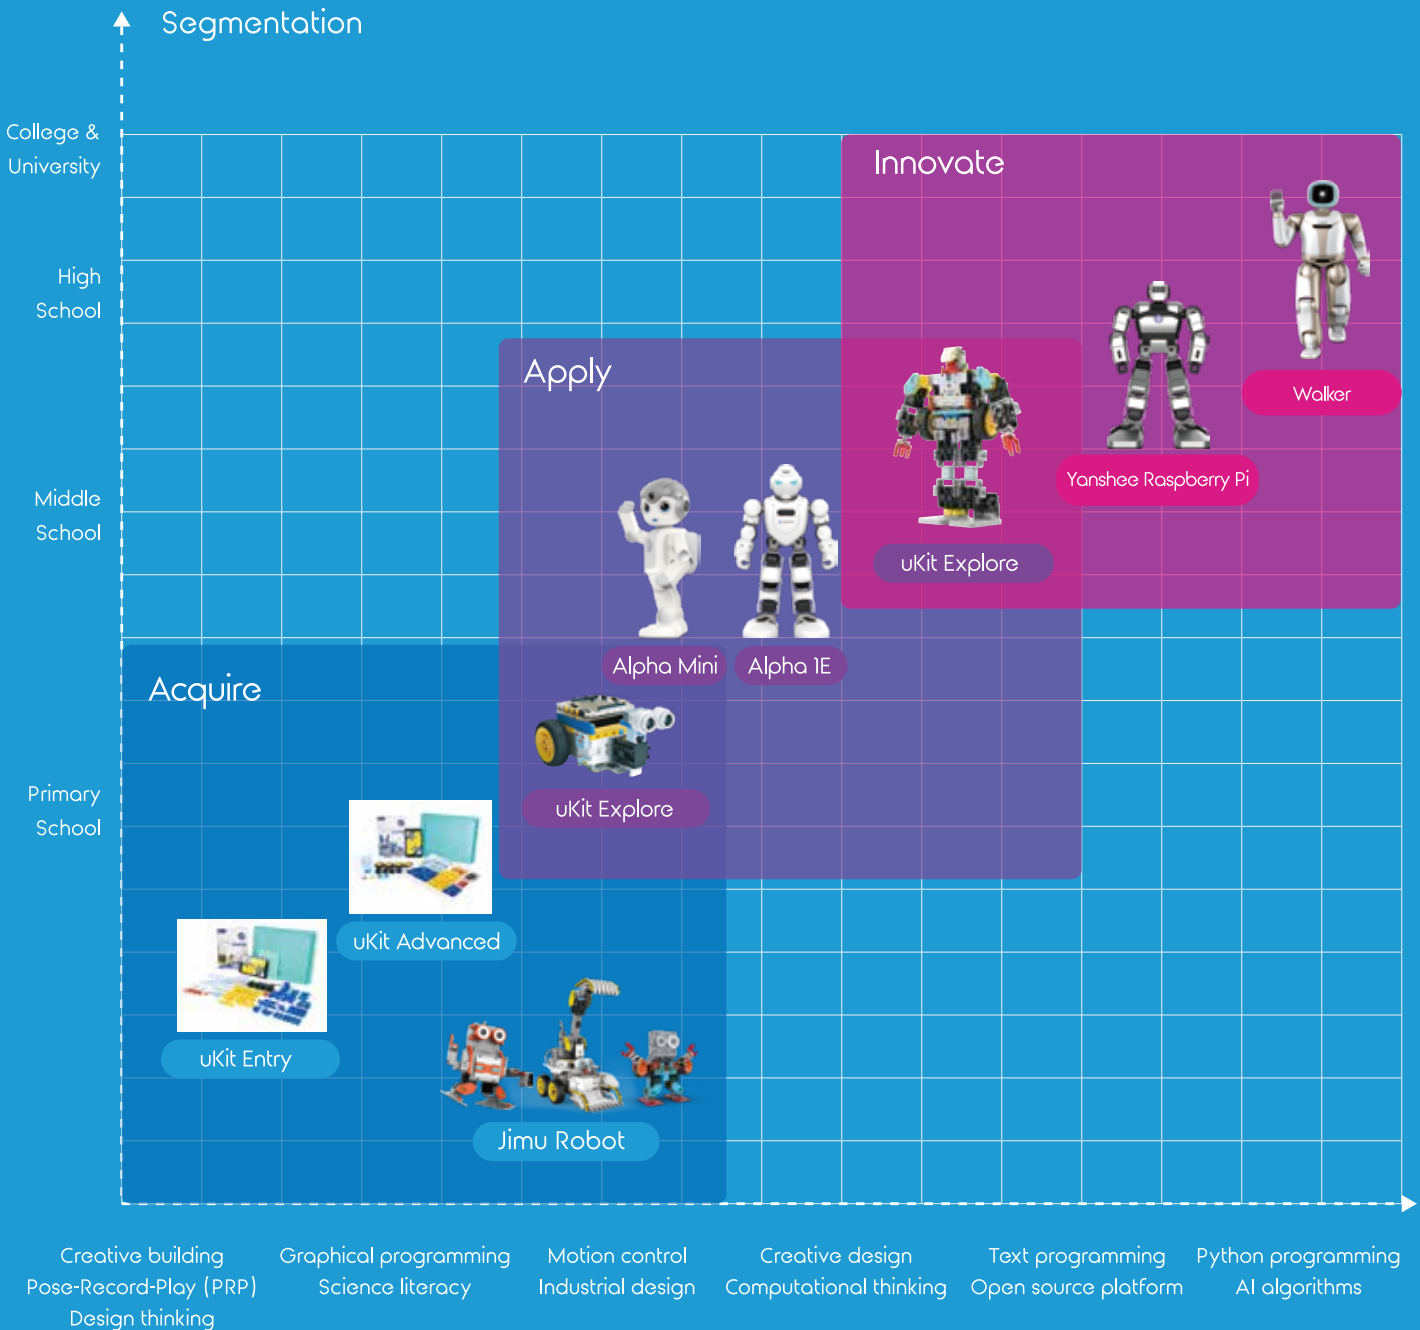 Segmentation
College &
University
Innovate
High
School
Apply
Walker
Yanshee Raspberry Pi
Middle
School
uKit Explore
Alpha Mini
Alpha 1E
Acquire
Primary
School
uKit Explore
uKit Advanced
uKit Entry
Jimu Robot
Creative building
Pose-Record-Play (PRP)
Design thinking
Graphical programming
Science literacy
Motion control
Industrial design
Creative design
Computational thinking
Text programming
Open source platform
Python programming
AI algorithms